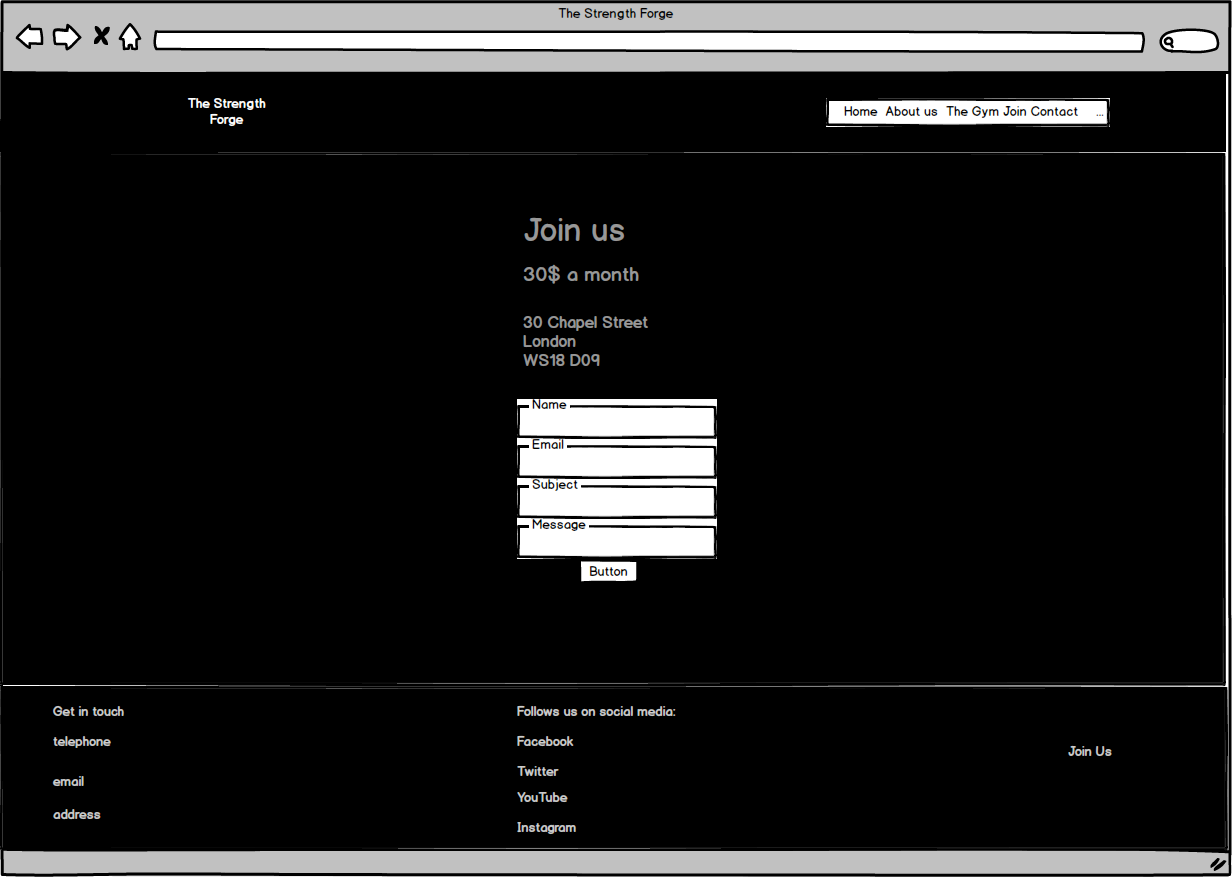 The Strength Forge
The Strength
Forge
Home About us The Gym Join Contact ...
Join us
30$ a month
30 Chapel Street
London
WS18 D09
Name
Email
Subject
Message
Button
Get in touch
telephone
email
address
Follows us on social media:
Facebook
Twitter
YouTube
Instagram
Join Us